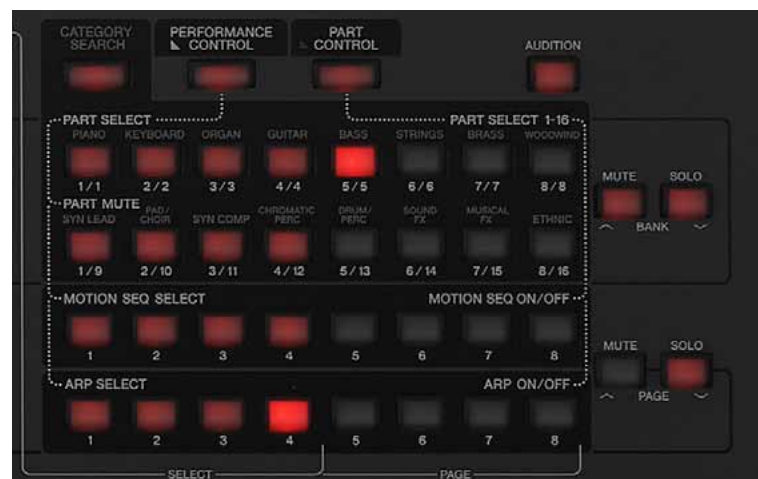 CATEGORY SEARCH
PERFORMANCE CONTROL
PART CONTROL
AUDITION
PART SELECT
PART SELECT 1-16
PIANO KEYBOARD ORGAN GUITAR BASS STRINGS BRASS WOODWIND
1/1 2/2 3/3 4/4 5/5 6/6 7/7 8/8
MUTE SOLO
BANK
PART MUTE
SYN LEAD PAD/CHOIR SYN COMP CHROMATIC PERC DRUM/PERC SOUND FX MUSICAL FX ETHNIC
1/9 2/10 3/11 4/12 5/13 6/14 7/15 8/16
MOTION SEQ SELECT
MOTION SEQ ON/OFF
1 2 3 4 5 6 7 8
MUTE SOLO
PAGE
ARP SELECT
ARP ON/OFF
1 2 3 4 5 6 7 8
SELECT
PAGE